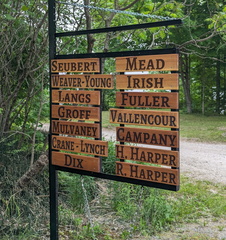 SEUBERT
WEAVER-YOUNG
LANGS
GROFF
MULVANEY
CRANE-LYNCH
DIX
MEAD
IRISH
FULLER
VALLENCOUR
CAMPANY
H. HARPER
R. HARPER